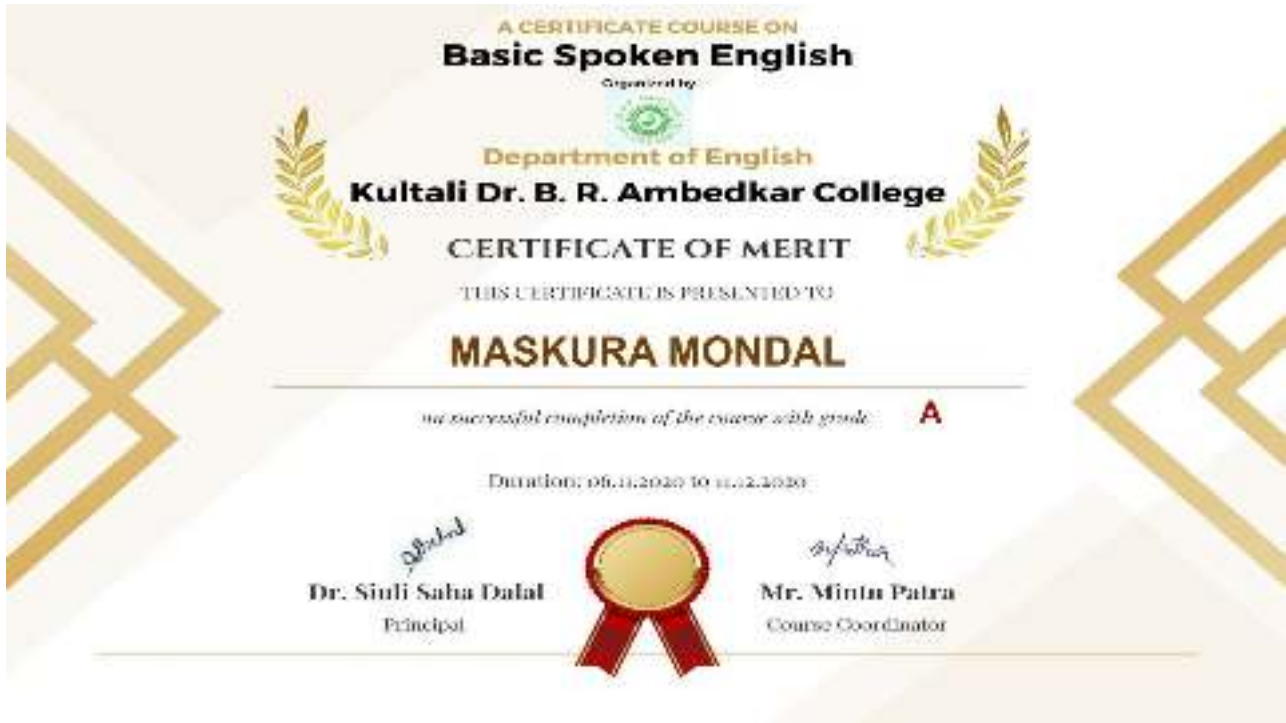 A CERTIFICATE COURSE ON
Basic Spoken English
Organized by
Department of English
Kultali Dr. B. R. Ambedkar College
CERTIFICATE OF MERIT
THIS CERTIFICATE IS PRESENTED TO
MASKURA MONDAL
on successful completion of the course with grade A
Duration: 06.11.2020 to 11.12.2020
Dr. Siuli Saha Dalal
Principal
Mr. Mintu Patra
Course Coordinator